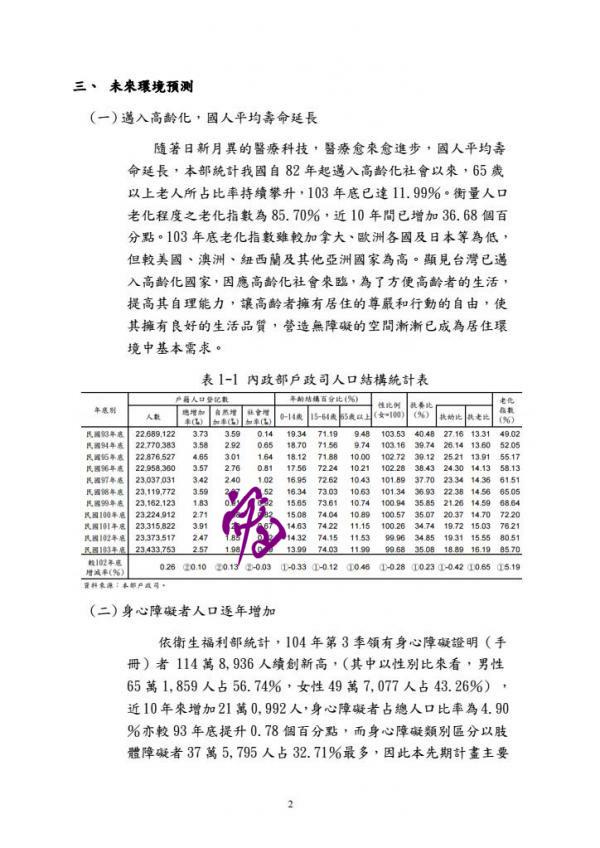 三、 未來環境預測
(一)邁入高齡化，國人平均壽命延長
隨著日新月異的醫療科技，醫療愈來愈進步，國人平均壽
命延長，本部統計我國自 82 年起邁入高齡化社會以來，65 歲
以上老人所占比率持續攀升，103 年底已達 11.99%。衡量人口
老化程度之老化指數為 85.70%，近 10 年間已增加 36.68 個百
分點。103 年底老化指數雖較加拿大、歐洲各國及日本等為低，
但較美國、澳洲、紐西蘭及其他亞洲國家為高。顯見台灣已邁
入高齡化國家，因應高齡化社會來臨，為了方便高齡者的生活，
提高其自理能力，讓高齡者擁有居住的尊嚴和行動的自由，使
其擁有良好的生活品質，營造無障礙的空間漸漸已成為居住環
境中基本需求。
表 1-1 內政部戶政司人口結構統計表
年底別 戶籍人口登記數 年齡結構百分比(%) 性比例(女=100) 扶養比(%) 扶幼比 扶老比 老化指數(%)
人數 總增加率(‰) 自然增加率(‰) 社會增加率(‰) 0-14歲 15-64歲 65歲以上
民國93年底 22,689,122 3.73 3.59 0.14 19.34 71.19 9.48 103.53 40.48 27.16 13.31 49.02
民國94年底 22,770,383 3.58 2.92 0.65 18.70 71.56 9.74 103.16 39.74 26.14 13.60 52.05
民國95年底 22,876,527 4.65 3.01 1.64 18.12 71.88 10.00 102.72 39.12 25.21 13.91 55.17
民國96年底 22,958,360 3.57 2.76 0.81 17.56 72.24 10.21 102.28 38.43 24.30 14.13 58.13
民國97年底 23,037,031 3.42 2.40 1.02 16.95 72.62 10.43 101.89 37.70 23.34 14.36 61.51
民國98年底 23,119,772 3.59 16.34 73.03 10.63 101.34 36.93 22.38 14.56 65.05
民國99年底 23,162,123 1.83 15.65 73.61 10.74 100.94 35.85 21.26 14.59 68.64
民國100年底 23,224,912 2.71 15.08 74.04 10.89 100.57 35.07 20.37 14.70 72.20
民國101年底 23,315,822 3.91 14.63 74.22 11.15 100.26 34.74 19.72 15.03 76.21
民國102年底 23,373,517 2.47 1.85 14.32 74.15 11.53 99.96 34.85 19.31 15.55 80.51
民國103年底 23,433,753 2.57 1.98 13.99 74.03 11.99 99.68 35.08 18.89 16.19 85.70
較102年底增減率(%) 0.26 ②0.10 ②0.13 ②-0.03 ①-0.33 ①-0.12 ①0.46 ①-0.28 ①0.23 ①-0.42 ①0.65 ①5.19
資料來源：本部戶政司。
(二)身心障礙者人口逐年增加
依衛生福利部統計，104 年第 3 季領有身心障礙證明（手
冊）者 114 萬 8,936 人續創新高，(其中以性別比來看，男性
65 萬 1,859 人占 56.74%，女性 49 萬 7,077 人占 43.26%)，
近 10 年來增加 21 萬 0,992 人，身心障礙者占總人口比率為 4.90
%亦較 93 年底提升 0.78 個百分點，而身心障礙類別區分以肢
體障礙者 37 萬 5,795 人占 32.71%最多，因此本先期計畫主要
2